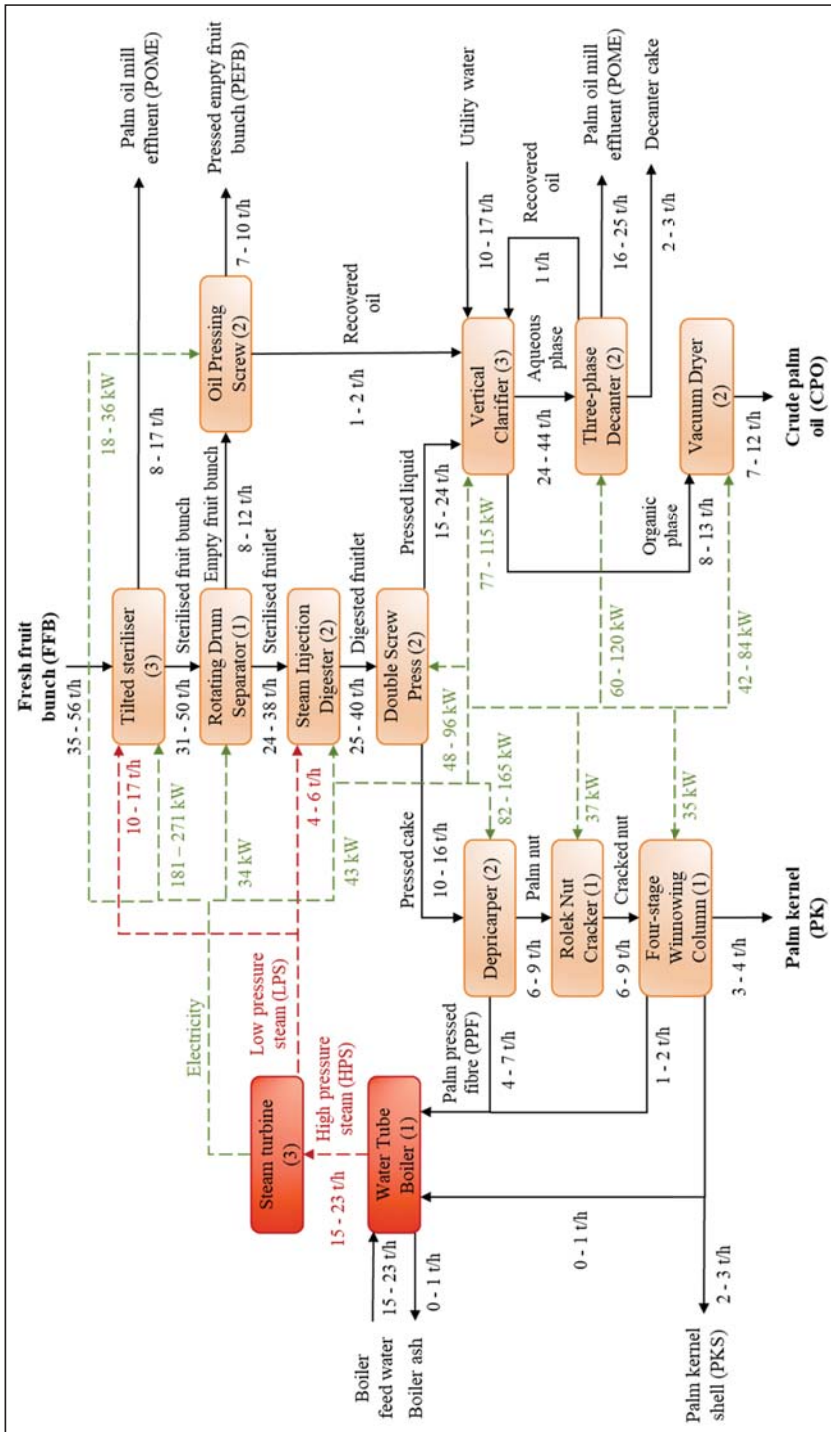 Fresh fruit
bunch (FFB)
35 - 56 t/h
Tilted steriliser
(3)
8 - 17 t/h
Palm oil mill
effluent (POME)
31 - 50 t/h
Sterilised fruit bunch
Rotating Drum
Separator (1)
Empty fruit bunch
8 - 12 t/h
Oil Pressing
Screw (2)
18 - 36 kW
7 - 10 t/h
Pressed empty fruit
bunch (PEFB)
24 - 38 t/h
Sterilised fruitlet
Steam Injection
Digester (2)
25 - 40 t/h
Digested fruitlet
Double Screw
Press (2)
1 - 2 t/h
Recovered
oil
Electricity
Low pressure
steam (LPS)
10 - 17 t/h
181 – 271 kW
34 kW
4 - 6 t/h
43 kW
48 - 96 kW
Steam turbine
(3)
15 - 23 t/h
High pressure
steam (HPS)
Water Tube
Boiler (1)
Boiler
feed water
15 - 23 t/h
Boiler ash
0 - 1 t/h
Pressed cake
10 - 16 t/h
Depricarper (2)
82 - 165 kW
Palm pressed
fibre (PPF)
4 - 7 t/h
6 - 9 t/h
Palm nut
Rolek Nut
Cracker (1)
37 kW
6 - 9 t/h
Cracked nut
Four-stage
Winnowing
Column (1)
35 kW
1 - 2 t/h
0 - 1 t/h
2 - 3 t/h
Palm kernel
shell (PKS)
3 - 4 t/h
Palm kernel
(PK)
Pressed liquid
15 - 24 t/h
Vertical
Clarifier (3)
77 - 115 kW
Utility water
10 - 17 t/h
24 - 44 t/h
Aqueous
phase
Recovered
oil
1 t/h
Three-phase
Decanter (2)
60 - 120 kW
Palm oil mill
effluent (POME)
16 - 25 t/h
Decanter cake
2 - 3 t/h
Organic
phase
8 - 13 t/h
Vacuum Dryer
(2)
42 - 84 kW
7 - 12 t/h
Crude palm
oil (CPO)